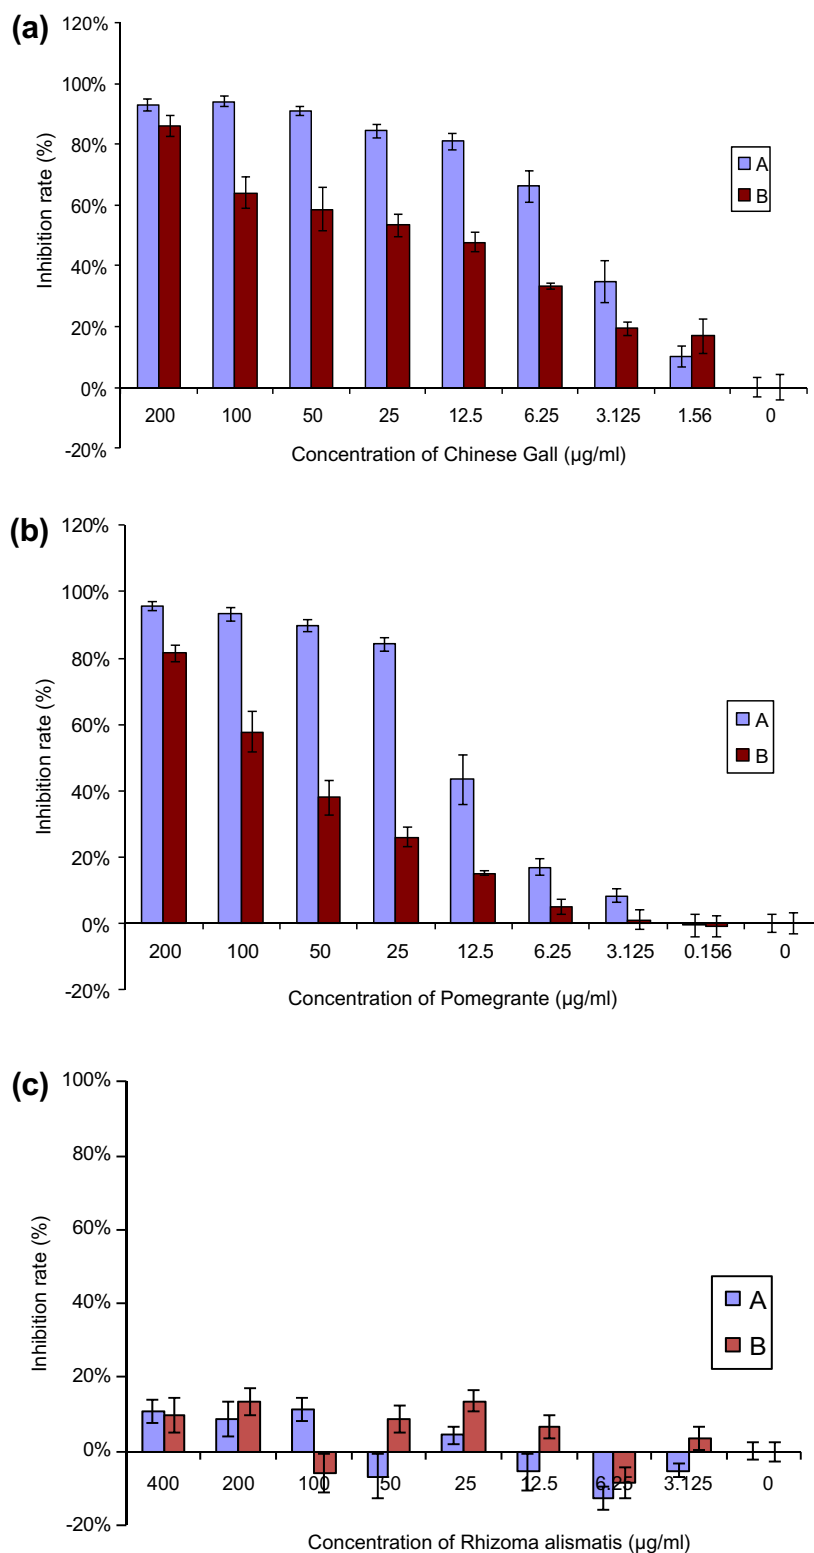 (a)
120%
100%
80%
60%
40%
20%
0%
-20%
Inhibition rate (%)
A
B
200 100 50 25 12.5 6.25 3.125 1.56 0
Concentration of Chinese Gall (µg/ml)
(b)
120%
100%
80%
60%
40%
20%
0%
-20%
Inhibition rate (%)
A
B
200 100 50 25 12.5 6.25 3.125 0.156 0
Concentration of Pomegrante (µg/ml)
(c)
100%
80%
60%
40%
20%
0%
-20%
Inhibition rate (%)
A
B
400 200 100 50 25 12.5 6.25 3.125 0
Concentration of Rhizoma alismatis (µg/ml)